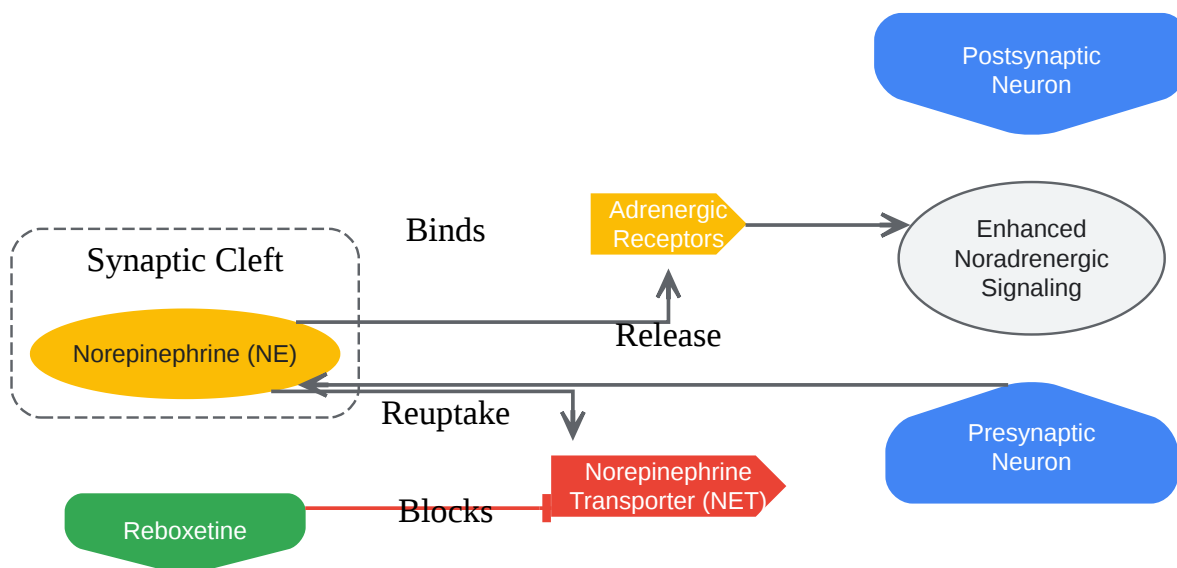 Postsynaptic
Neuron
Adrenergic
Receptors
Binds
Enhanced
Noradrenergic
Signaling
Synaptic Cleft
Release
Norepinephrine (NE)
Reuptake
Presynaptic
Neuron
Norepinephrine
Transporter (NET)
Blocks
Reboxetine